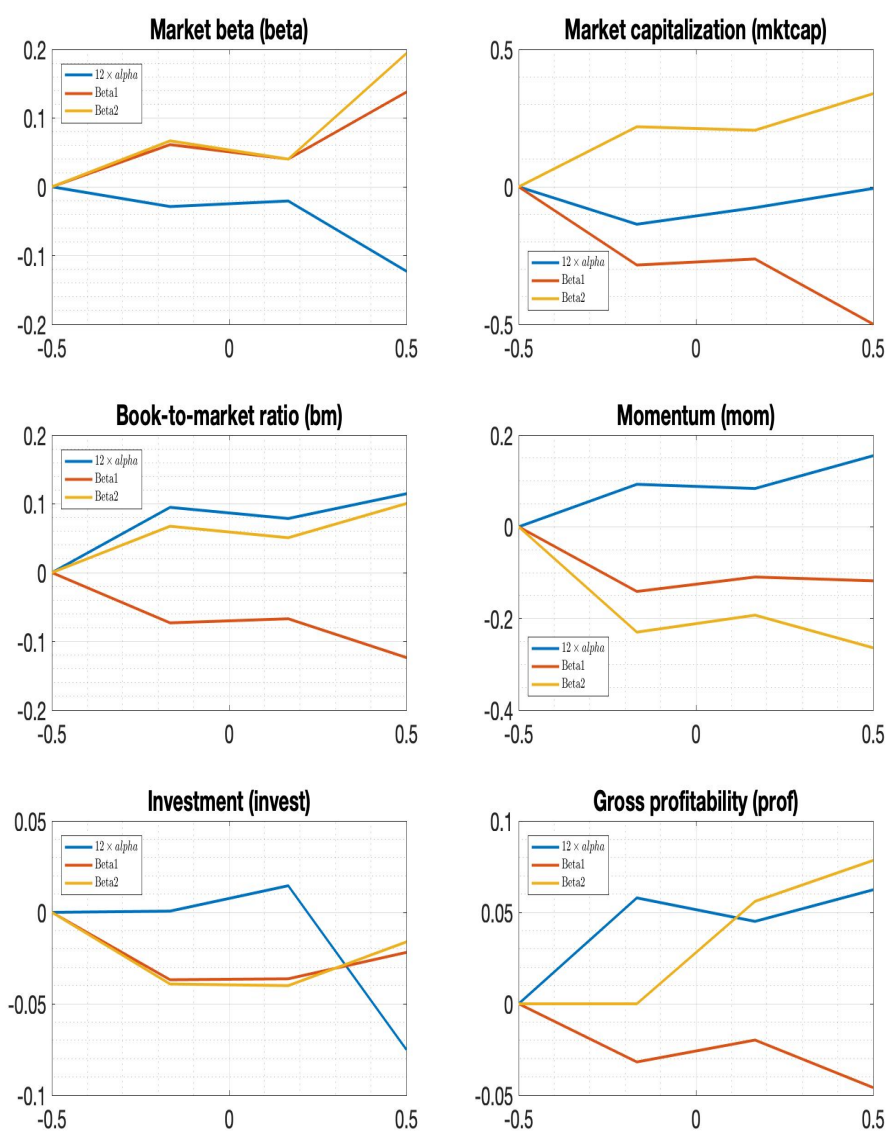 Market beta (beta)
0.2
0.1
0
-0.1
-0.2
-0.5
0
0.5
12 × alpha
Beta1
Beta2
Market capitalization (mktcap)
0.5
0
-0.5
-0.5
0
0.5
12 × alpha
Beta1
Beta2
Book-to-market ratio (bm)
0.2
0.1
0
-0.1
-0.2
-0.5
0
0.5
12 × alpha
Beta1
Beta2
Momentum (mom)
0.2
0
-0.2
-0.4
-0.5
0
0.5
12 × alpha
Beta1
Beta2
Investment (invest)
0.05
0
-0.05
-0.1
-0.5
0
0.5
12 × alpha
Beta1
Beta2
Gross profitability (prof)
0.1
0.05
0
-0.05
-0.5
0
0.5
12 × alpha
Beta1
Beta2